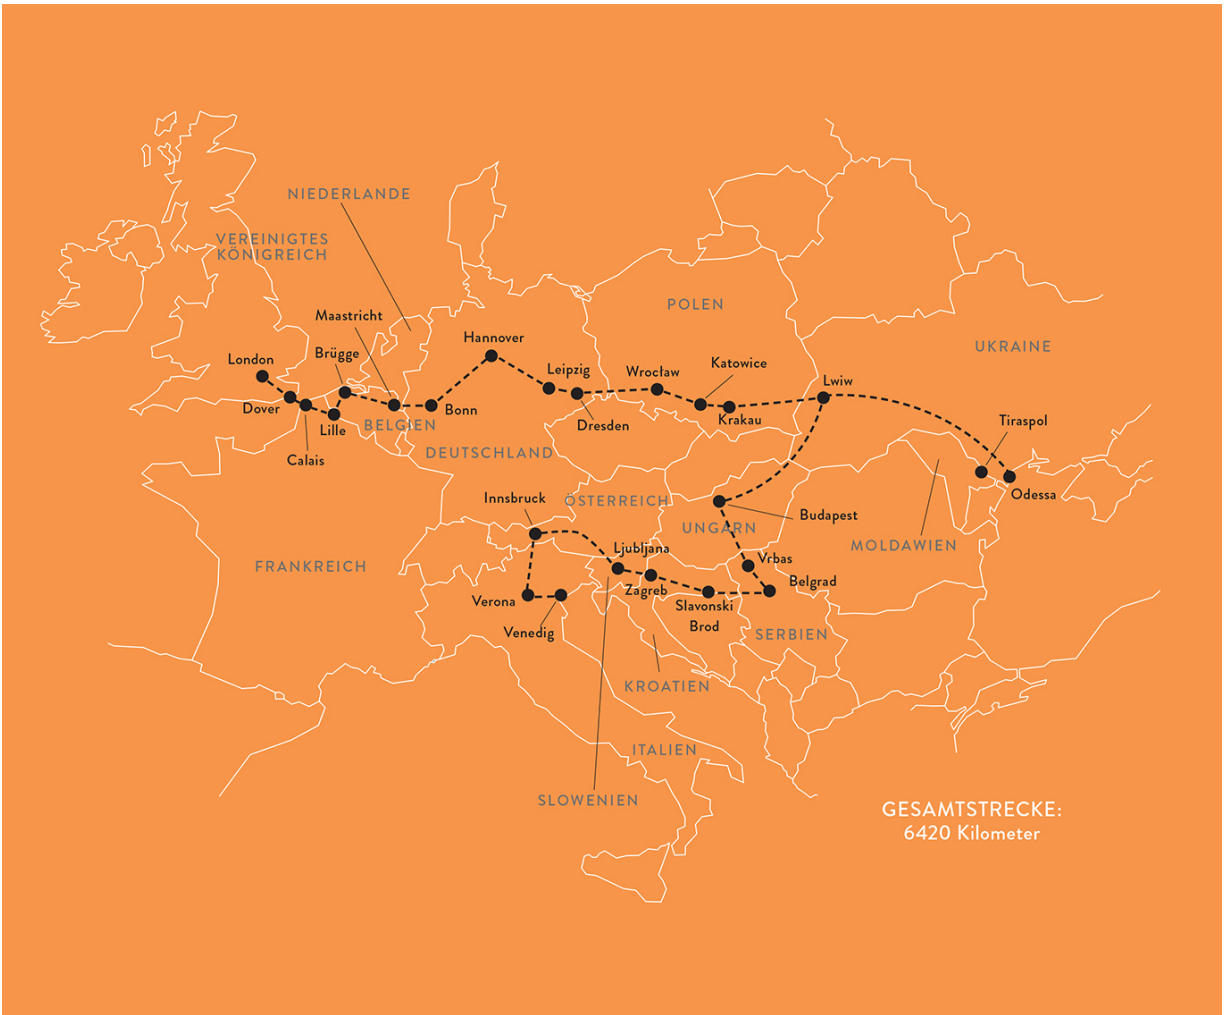 NIEDERLANDE
VEREINIGTES
KÖNIGREICH
POLEN
Maastricht
Hannover
UKRAINE
London
Brügge
Leipzig
Wrocław
Katowice
Lwiw
Dover
Lille
BELGIEN
Bonn
Dresden
Krakau
Tiraspol
Calais
DEUTSCHLAND
Innsbruck
ÖSTERREICH
Odessa
Budapest
UNGARN
MOLDAWIEN
Ljubljana
Vrbas
FRANKREICH
Belgrad
Zagreb
Verona
Slavonski
Brod
Venedig
SERBIEN
KROATIEN
ITALIEN
SLOWENIEN
GESAMTSTRECKE:
6420 Kilometer